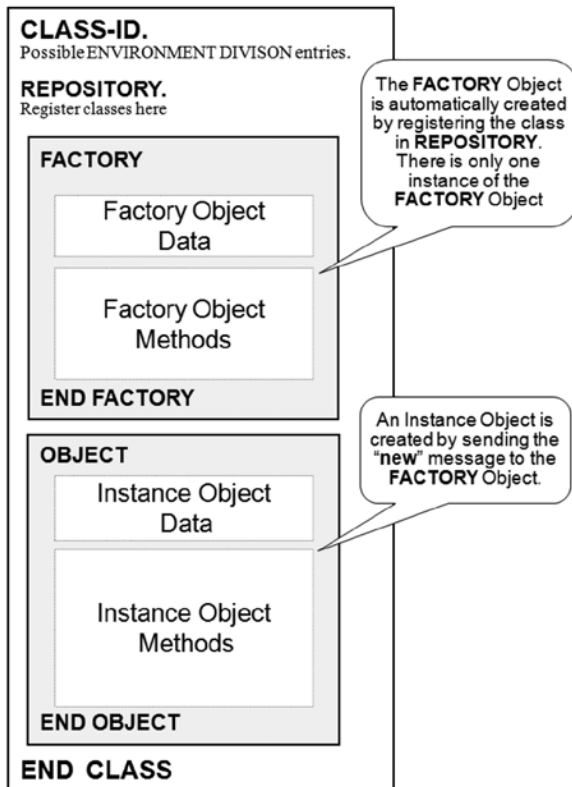 CLASS-ID.
Possible ENVIRONMENT DIVISON entries.
REPOSITORY.
Register classes here
FACTORY
Factory Object
Data
Factory Object
Methods
END FACTORY
The FACTORY Object
is automatically created
by registering the class
in REPOSITORY.
There is only one
instance of the
FACTORY Object
OBJECT
Instance Object
Data
Instance Object
Methods
END OBJECT
An Instance Object is
created by sending the
“new” message to the
FACTORY Object.
END CLASS